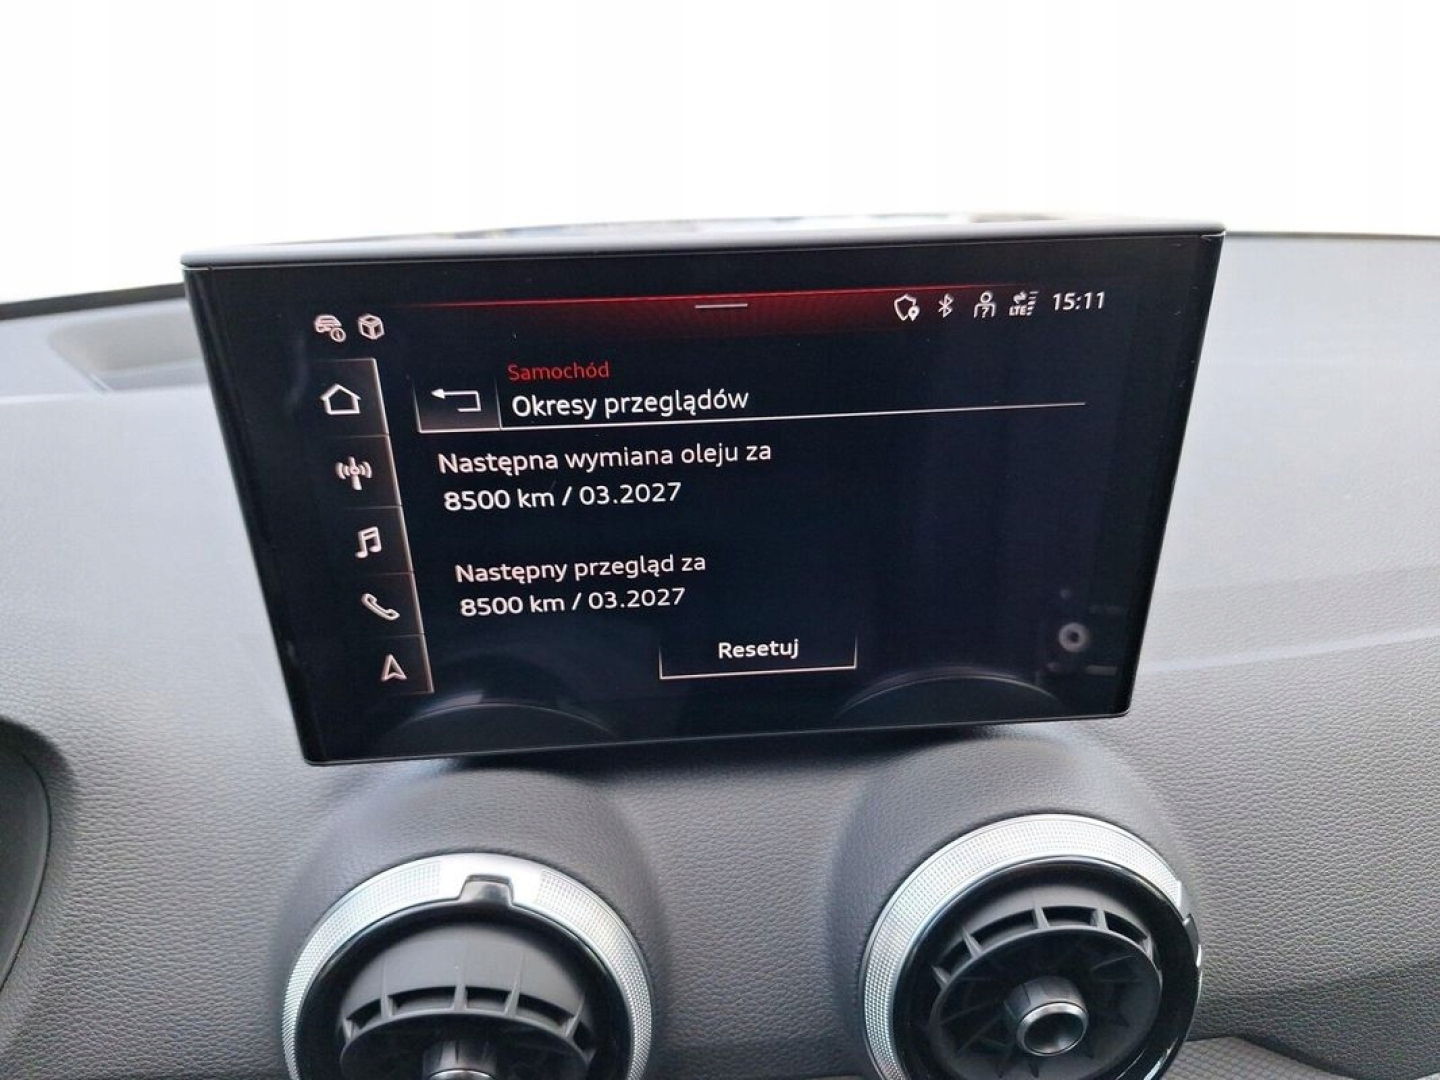 LTE 15:11
Samochód
Okresy przeglądów
Następna wymiana oleju za
8500 km / 03.2027
Następny przegląd za
8500 km / 03.2027
Resetuj